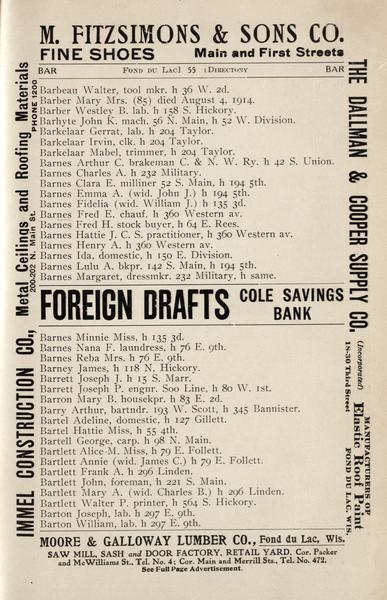 M. FITZSIMONS & SONS CO.
FINE SHOES Main and First Streets
BAR FOND DU LAC] 55 [DIRECTORY BAR
Barbeau Walter, tool mkr. h 36 W. 2d.
Barber Mary Mrs. (85) died August 4, 1914.
Barber Westley B. lab. h 158 S. Hickory.
Barhyte John K. mach. 56 N. Main, h 52 W. Division.
Barkelaar Gerrat, lab. h 204 Taylor.
Barkelaar Irvin, clk. h 204 Taylor.
Barkelaar Mabel, trimmer, h 204 Taylor.
Barnes Arthur C. brakeman C. & N. W. Ry. h 42 S. Union.
Barnes Charles A. h 232 Military.
Barnes Clara E. milliner 52 S. Main, h 194 5th.
Barnes Emma A. (wid. John J.) h 194 5th.
Barnes Fidelia (wid. William J.) h 135 3d.
Barnes Fred E. chauf. h 360 Western av.
Barnes Fred H. stock buyer, h 64 E. Rees.
Barnes Hattie J. C. S. practitioner, h 360 Western av.
Barnes Henry A. h 360 Western av.
Barnes Ida, domestic, h 150 E. Division.
Barnes Lulu A. bkpr. 142 S. Main, h 194 5th.
Barnes Margaret, dressmkr. 232 Military, h same.
FOREIGN DRAFTS COLE SAVINGS BANK
Barnes Minnie Miss, h 135 3d.
Barnes Nana F. laundress, h 76 E. 9th.
Barnes Reba Mrs. h 76 E. 9th.
Barney James, h 118 N. Hickory.
Barrett Joseph J. h 15 S. Marr.
Barrett Joseph P. engnr. Soo Line, h 80 W. 1st.
Barron Mary B. housekpr. h 83 E. 2d.
Barry Arthur, bartndr. 193 W. Scott, h 345 Bannister.
Bartel Adeline, domestic, h 127 Gillett.
Bartel Hattie Miss, h 55 4th.
Bartell George, carp. h 98 N. Main.
Bartlett Alice-M. Miss, h 79 E. Follett.
Bartlett Annie (wid. James C.) h 79 E. Follett.
Bartlett Frank A. h 296 Linden.
Bartlett John, foreman, h 221 S. Main.
Bartlett Mary A. (wid. Charles B.) h 296 Linden.
Bartlett Walter P. printer, h 564 S. Hickory.
Barton Joseph, lab. h 297 E. 9th.
Barton William, lab. h 297 E. 9th.
MOORE & GALLOWAY LUMBER CO., Fond du Lac, Wis.
SAW MILL, SASH and DOOR FACTORY, RETAIL YARD, Cor. Packer
and McWilliams St., Tel. No. 4; Cor. Main and Merrill Sts., Tel. No. 472.
See Full Page Advertisement.
IMMEL CONSTRUCTION CO., Metal Ceilings and Roofing Materials
200-202 N. Main St. PHONE 1200
THE DALLMAN & COOPER SUPPLY CO.
(Incorporated)
18-30 Third Street
MANUFACTURERS OF
Elastic Roof Paint
FOND DU LAC, WIS.